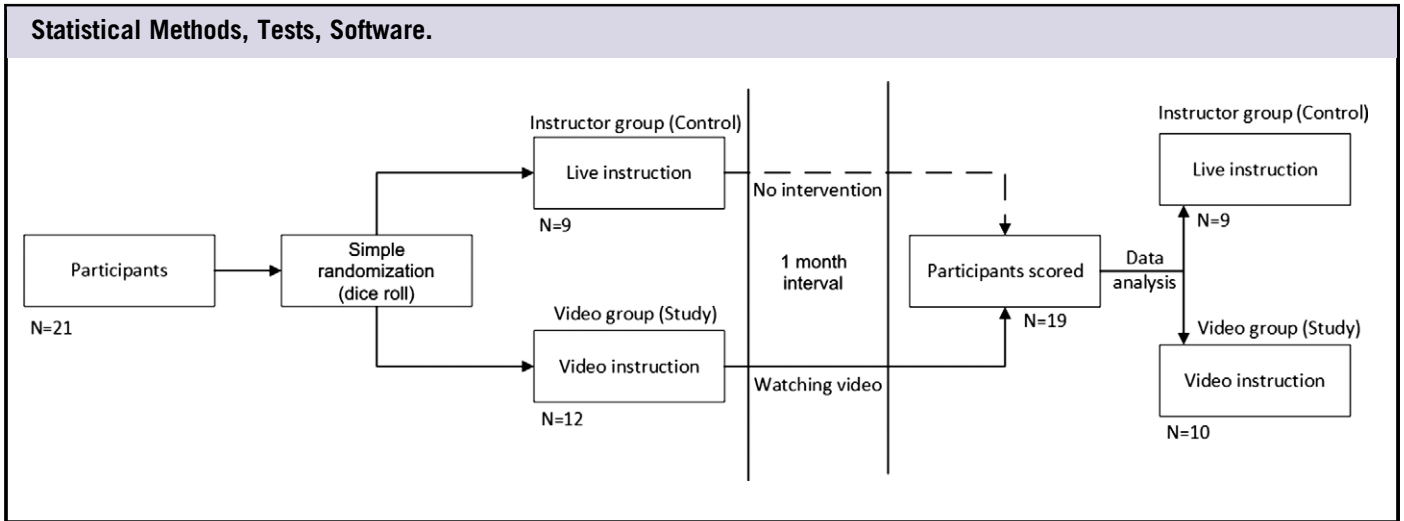 Statistical Methods, Tests, Software.
Participants
N=21
Simple
randomization
(dice roll)
Instructor group (Control)
Live instruction
N=9
Video group (Study)
Video instruction
N=12
No intervention
1 month
interval
Watching video
Participants scored
N=19
Data
analysis
Instructor group (Control)
Live instruction
N=9
Video group (Study)
Video instruction
N=10